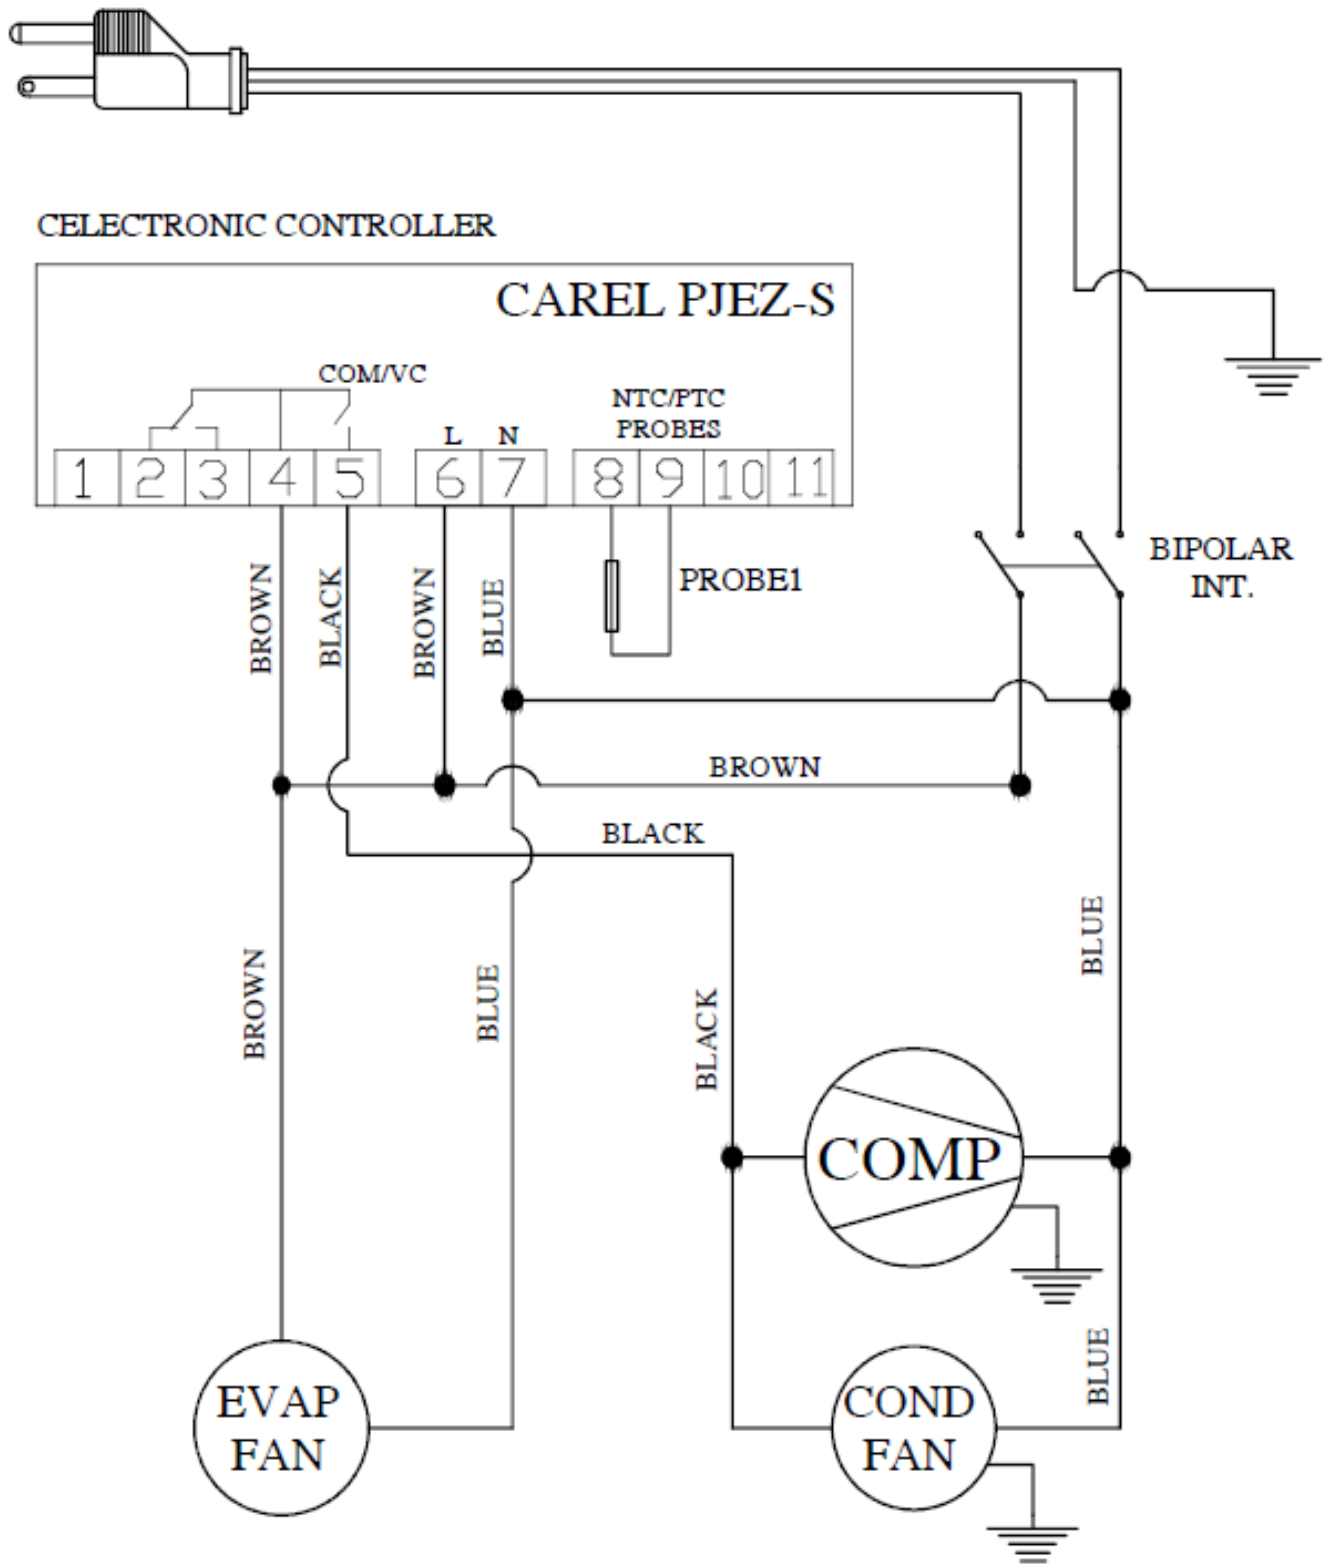 CELECTRONIC CONTROLLER
CAREL PJEZ-S
COM/VC
NTC/PTC
PROBES
L N
1 2 3 4 5 6 7 8 9 10 11
BIPOLAR
INT.
BROWN
BLACK
BROWN
BLUE
PROBE1
BROWN
BLACK
BLUE
BROWN
BLUE
BLACK
COMP
BLUE
EVAP
FAN
COND
FAN